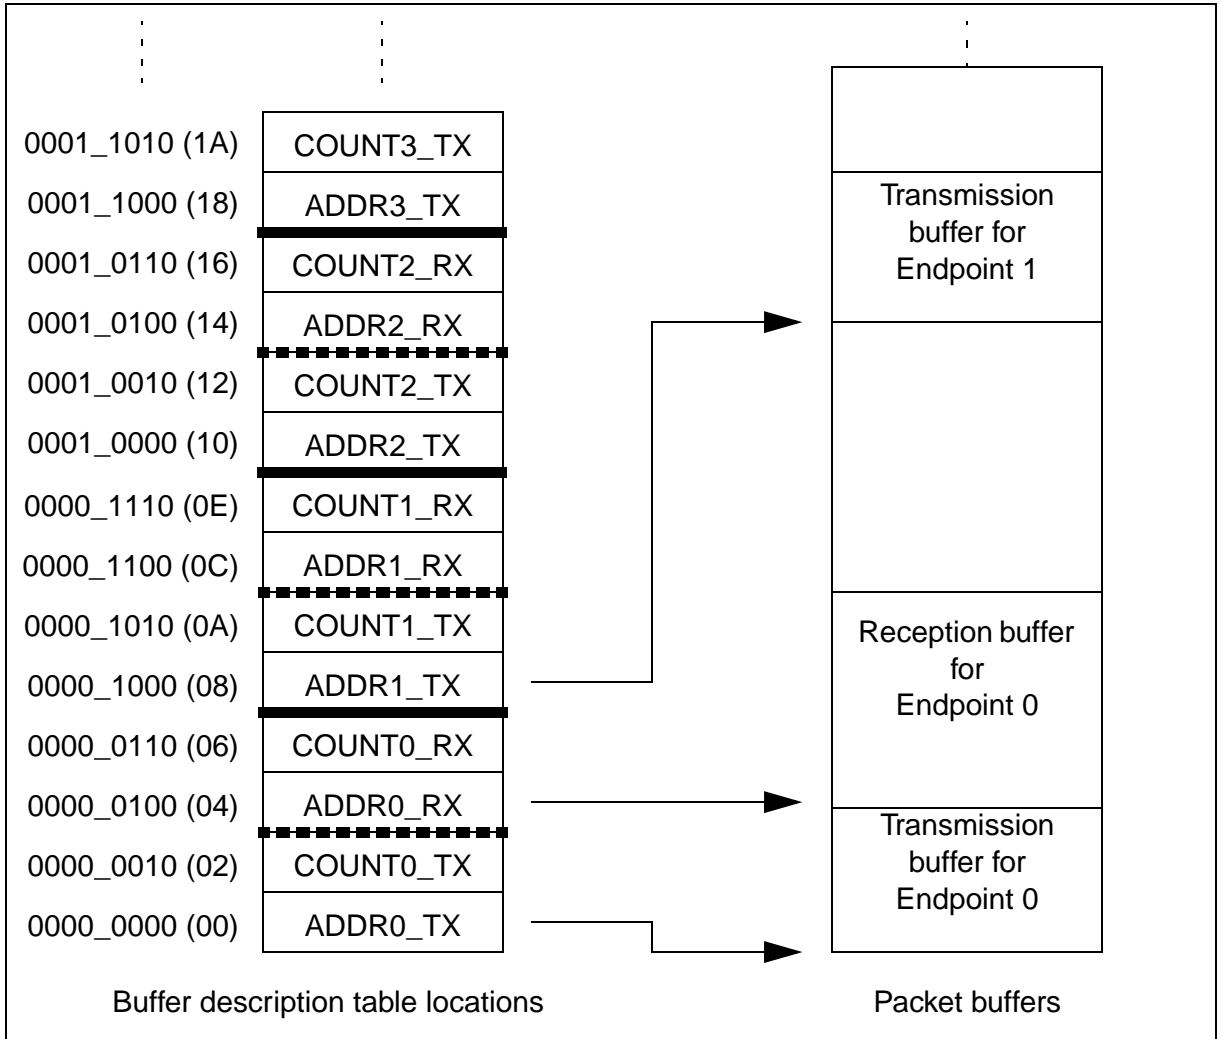 0001_1010 (1A) COUNT3_TX
0001_1000 (18) ADDR3_TX
0001_0110 (16) COUNT2_RX
0001_0100 (14) ADDR2_RX
0001_0010 (12) COUNT2_TX
0001_0000 (10) ADDR2_TX
0000_1110 (0E) COUNT1_RX
0000_1100 (0C) ADDR1_RX
0000_1010 (0A) COUNT1_TX
0000_1000 (08) ADDR1_TX
0000_0110 (06) COUNT0_RX
0000_0100 (04) ADDR0_RX
0000_0010 (02) COUNT0_TX
0000_0000 (00) ADDR0_TX
Buffer description table locations
Transmission
buffer for
Endpoint 1
Reception buffer
for
Endpoint 0
Transmission
buffer for
Endpoint 0
Packet buffers